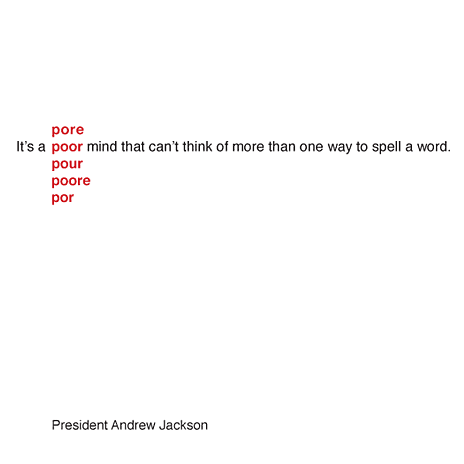 pore
It's a poor mind that can't think of more than one way to spell a word.
pour
poore
por
President Andrew Jackson